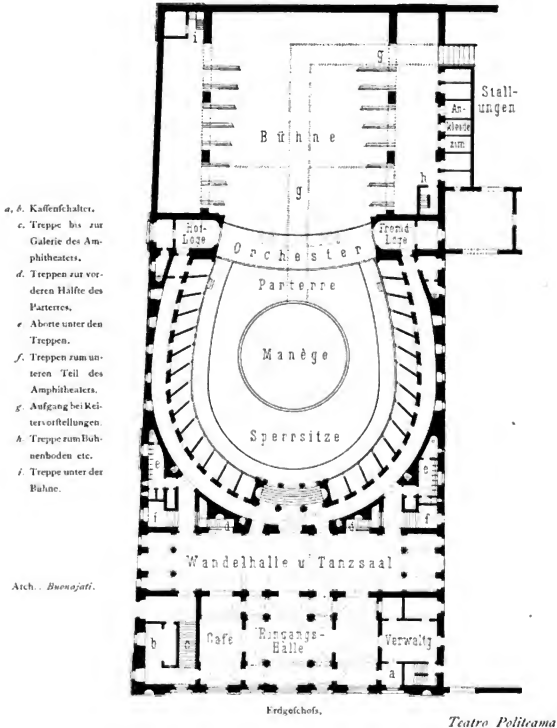 i
g
Stall-
ungen
An-
kleide
zim
Bühne
g
h
Hof-
Loge
Fremd
Loge
Orchester
Parterre
Manège
Sperrsitze
a, b. Kassenschalter.
c. Treppe bis zur
Galerie des Am-
phitheaters.
d. Treppen zur vor-
deren Hälfte des
Parterres.
e Aborte unter den
Treppen.
f. Treppen zum un-
teren Teil des
Amphitheaters.
g. Aufgang bei Rei-
tervorstellungen.
h. Treppe zum Büh-
nenboden etc.
i. Treppe unter der
Bühne.
Arch.: Buonajuti.
e
e
f
f
d
d
Wandelhalle u' Tanzsaal
b
c
Café
Eingangs-
Halle
Verwaltg
a
Erdgeschofs.
Teatro Politeama